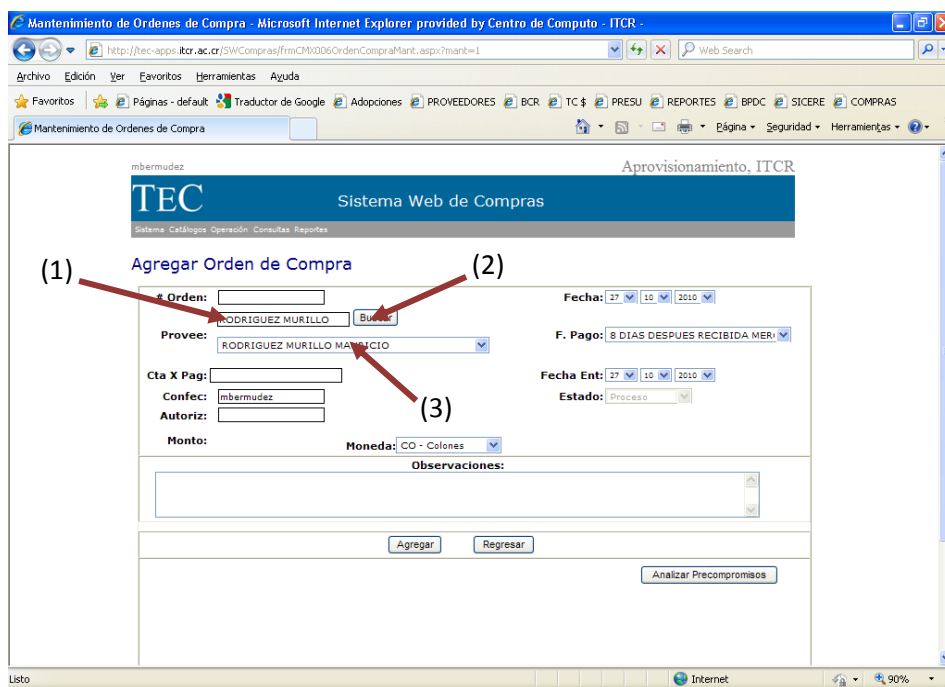 Mantenimiento de Ordenes de Compra - Microsoft Internet Explorer provided by Centro de Computo - ITCR -
http://tec-apps.itcr.ac.cr/SWCompras/frmCMX006OrdenCompraMant.aspx?mant=1 Web Search
Archivo Edición Ver Favoritos Herramientas Ayuda
Favoritos Páginas - default Traductor de Google Adopciones PROVEEDORES BCR TC $ PRESU REPORTES BPDC SICERE COMPRAS
Mantenimiento de Ordenes de Compra Página Seguridad Herramientas
mbermudez Aprovisionamiento, ITCR
TEC Sistema Web de Compras
Sistema Catálogos Operación Consultas Reportes
(1) Agregar Orden de Compra (2)
# Orden: Fecha: 27 10 2010
RODRIGUEZ MURILLO Buscar
Provee: F. Pago: 8 DIAS DESPUES RECIBIDA MER
RODRIGUEZ MURILLO MAURICIO
Cta X Pag: Fecha Ent: 27 10 2010
Confec: mbermudez (3) Estado: Proceso
Autoriz:
Monto: Moneda: CO - Colones
Observaciones:
Agregar Regresar
Analizar Precompromisos
Listo Internet 90%